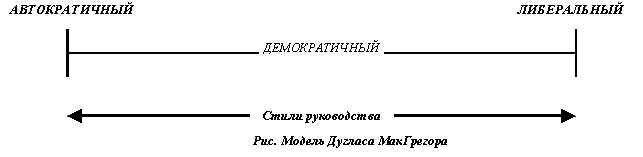 АВТОКРАТИЧНЫЙ ЛИБЕРАЛЬНЫЙ
ДЕМОКРАТИЧНЫЙ
Стили руководства
Рис. Модель Дугласа МакГрегора